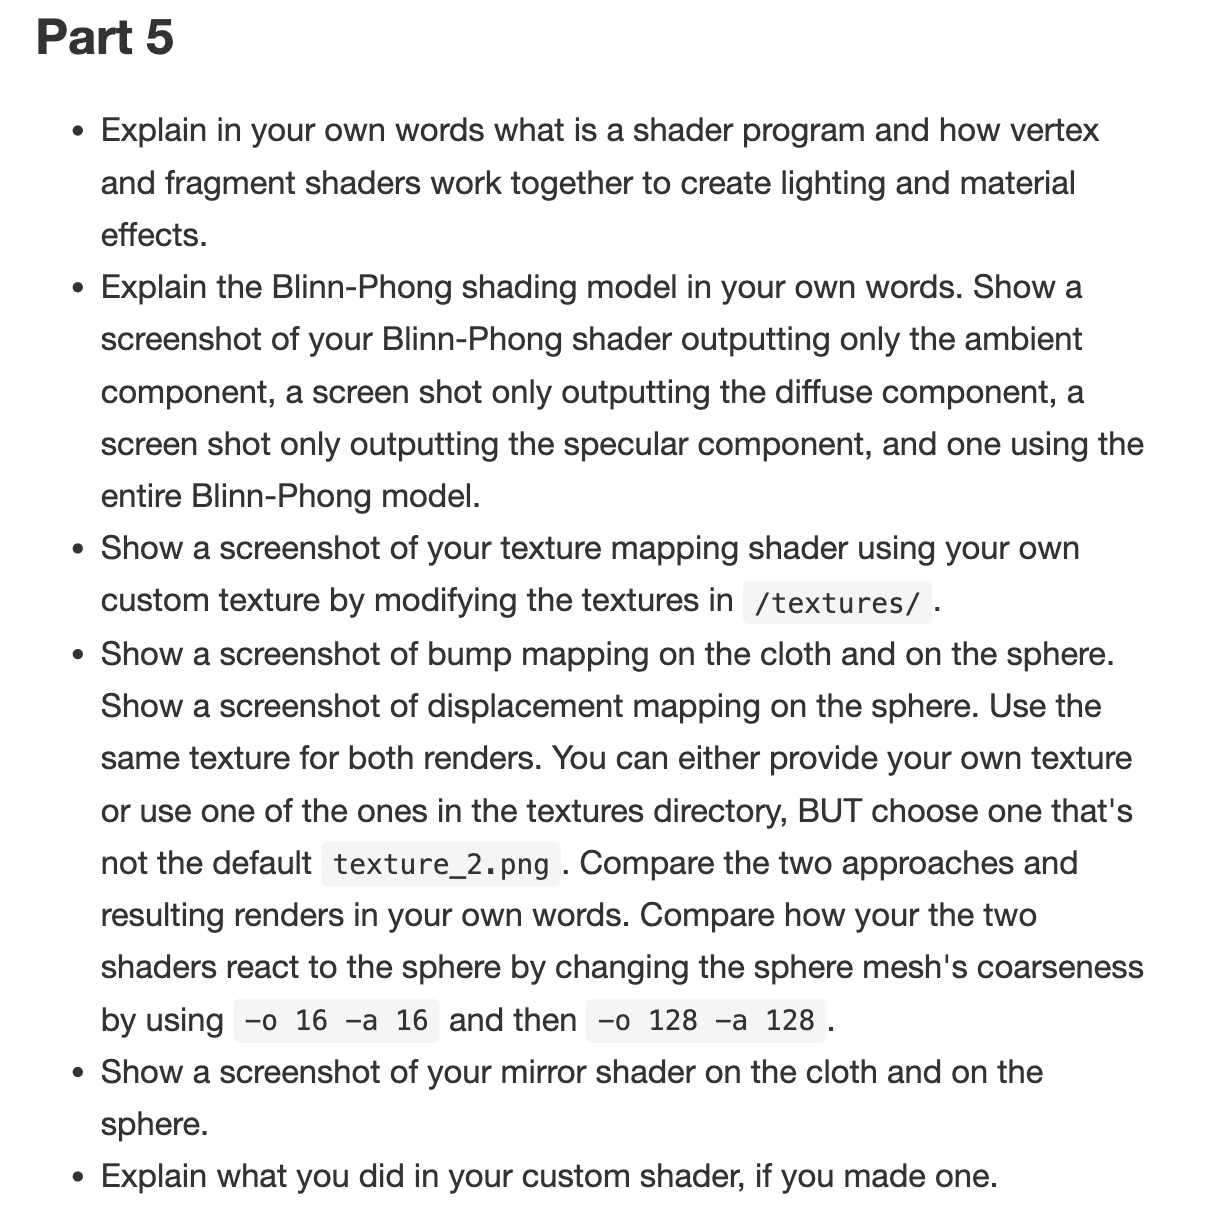 Part 5
• Explain in your own words what is a shader program and how vertex
and fragment shaders work together to create lighting and material
effects.
• Explain the Blinn-Phong shading model in your own words. Show a
screenshot of your Blinn-Phong shader outputting only the ambient
component, a screen shot only outputting the diffuse component, a
screen shot only outputting the specular component, and one using the
entire Blinn-Phong model.
• Show a screenshot of your texture mapping shader using your own
custom texture by modifying the textures in /textures/ .
• Show a screenshot of bump mapping on the cloth and on the sphere.
Show a screenshot of displacement mapping on the sphere. Use the
same texture for both renders. You can either provide your own texture
or use one of the ones in the textures directory, BUT choose one that's
not the default texture_2.png . Compare the two approaches and
resulting renders in your own words. Compare how your the two
shaders react to the sphere by changing the sphere mesh's coarseness
by using -o 16 -a 16 and then -o 128 -a 128 .
• Show a screenshot of your mirror shader on the cloth and on the
sphere.
• Explain what you did in your custom shader, if you made one.